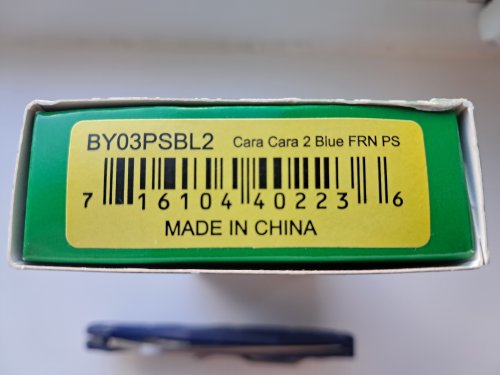 BY03PSBL2 Cara Cara 2 Blue FRN PS
7 16104 40223 6
MADE IN CHINA